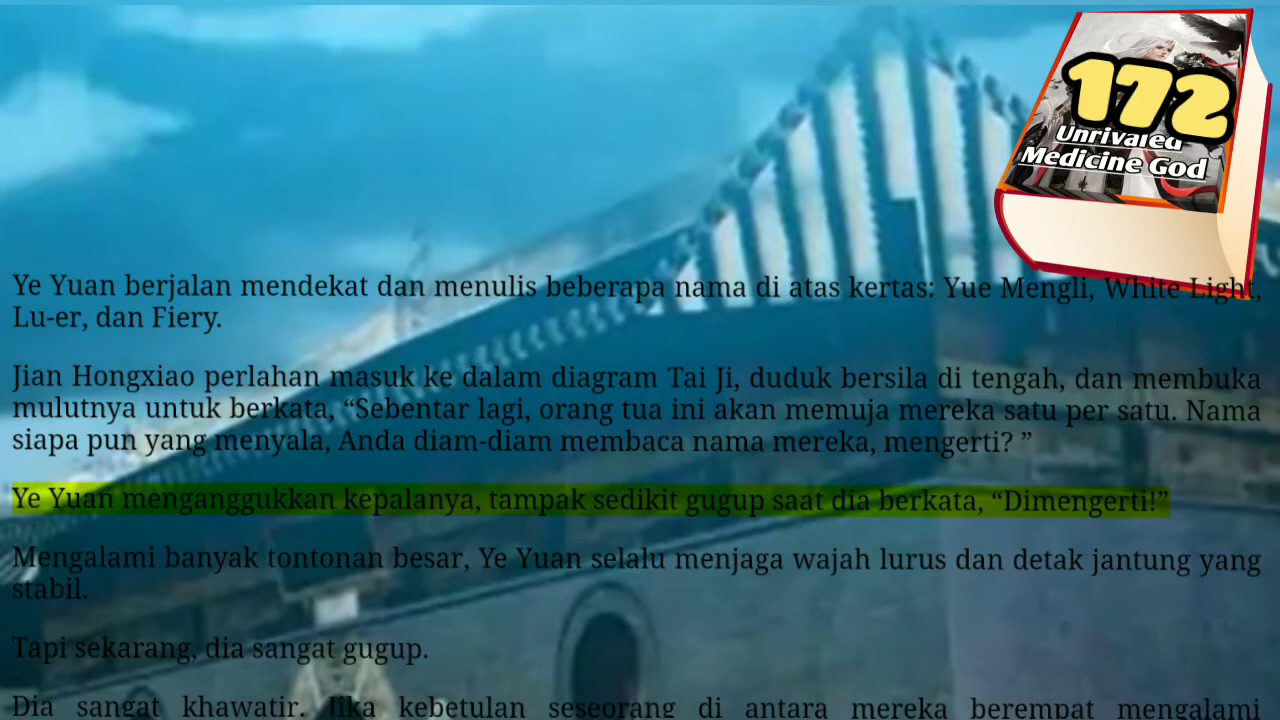 172
Unrivaled
Medicine God
Ye Yuan berjalan mendekat dan menulis beberapa nama di atas kertas: Yue Mengli, White Light,
Lu-er, dan Fiery.
Jian Hongxiao perlahan masuk ke dalam diagram Tai Ji, duduk bersila di tengah, dan membuka
mulutnya untuk berkata, “Sebentar lagi, orang tua ini akan memuja mereka satu per satu. Nama
siapa pun yang menyala, Anda diam-diam membaca nama mereka, mengerti? ”
Ye Yuan menganggukkan kepalanya, tampak sedikit gugup saat dia berkata, “Dimengerti!”
Mengalami banyak tontonan besar, Ye Yuan selalu menjaga wajah lurus dan detak jantung yang
stabil.
Tapi sekarang, dia sangat gugup.
Dia sangat khawatir. Jika kebetulan seseorang di antara mereka berempat mengalami